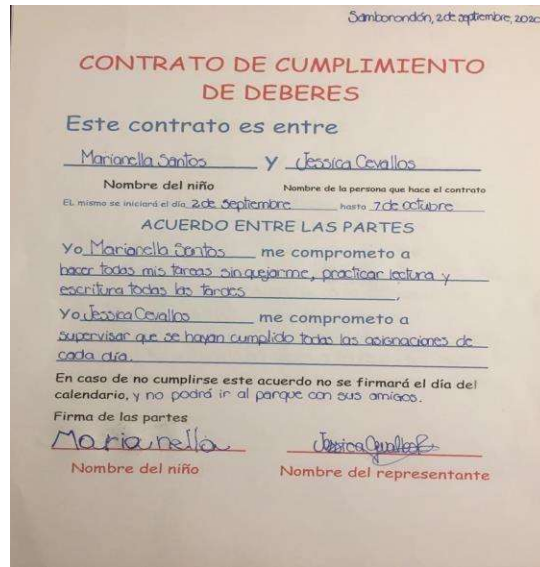 Samborondón, 2 de septiembre, 2020
CONTRATO DE CUMPLIMIENTO
DE DEBERES
Este contrato es entre
Marianella Santos Y Jessica Cevallos
Nombre del niño Nombre de la persona que hace el contrato
EL mismo se iniciará el día 2 de septiembre hasto 7 de octubre
ACUERDO ENTRE LAS PARTES
Yo Marianella Santos me comprometo a
hacer todas mis tareas sin quejarme, practicar lectura y
escritura todas las tardes ,
Yo Jessica Cevallos me comprometo a
supervisar que se hayan cumplido todas las asignaciones de
cada día.
En caso de no cumplirse este acuerdo no se firmará el día del
calendario, y no podrá ir al parque con sus amigos.
Firma de las partes
Marianella Jessica Cevallos
Nombre del niño Nombre del representante